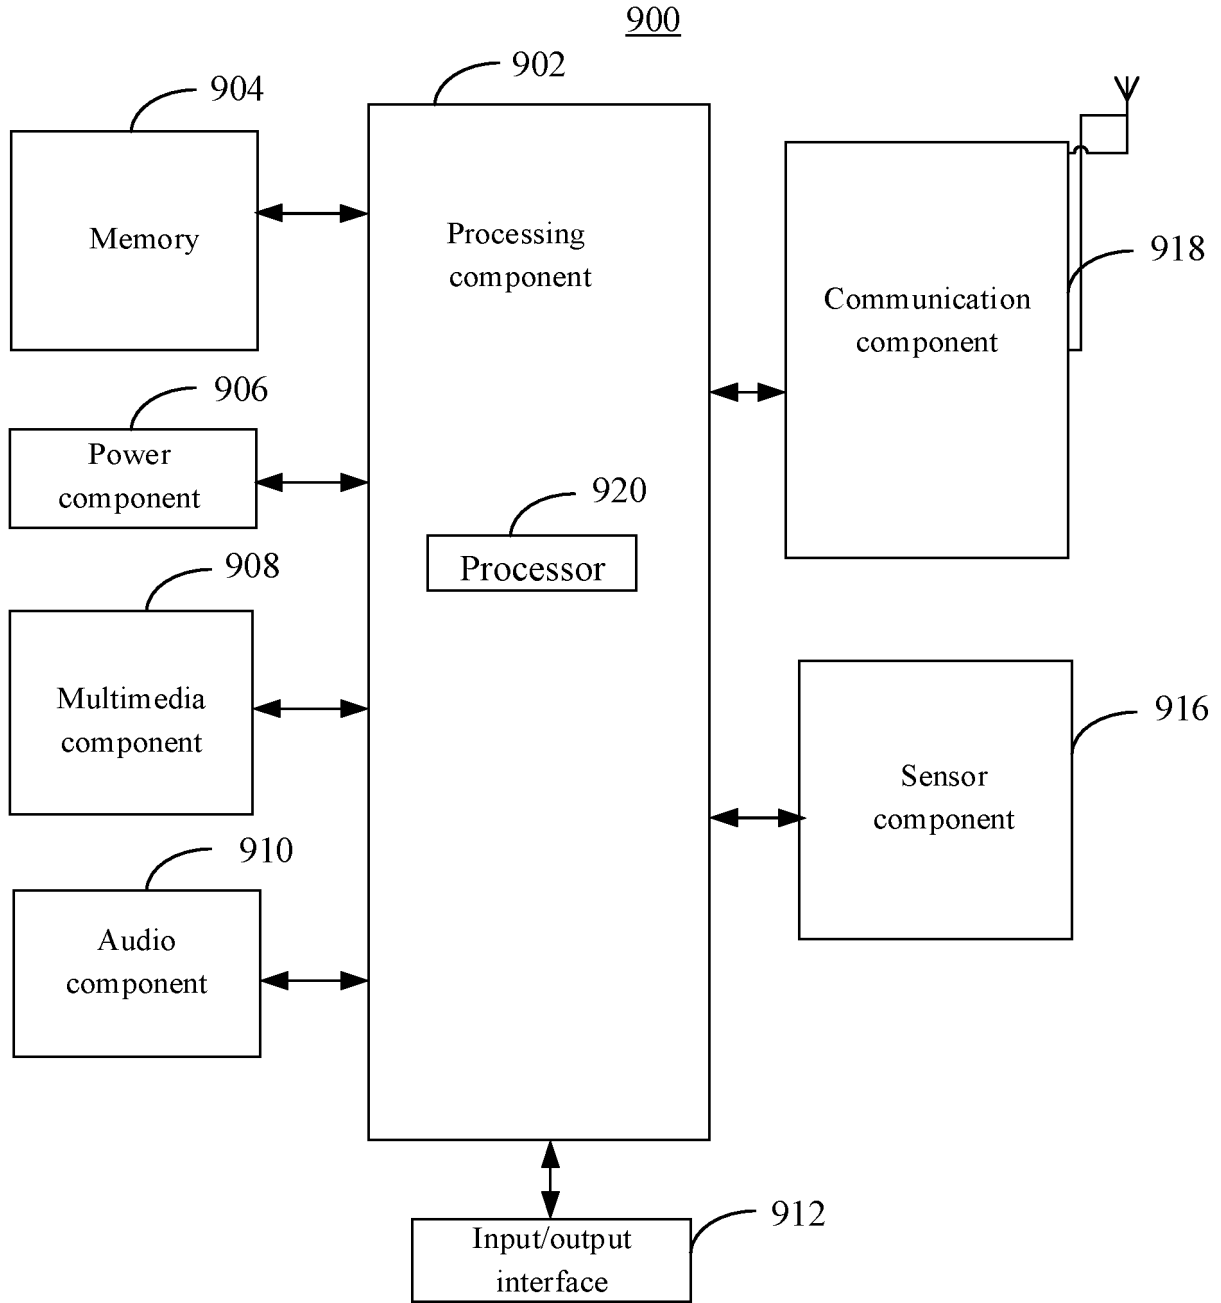 900
902
904
Memory
Processing
component
918
Communication
component
906
Power
component
920
Processor
908
Multimedia
component
916
Sensor
component
910
Audio
component
912
Input/output
interface